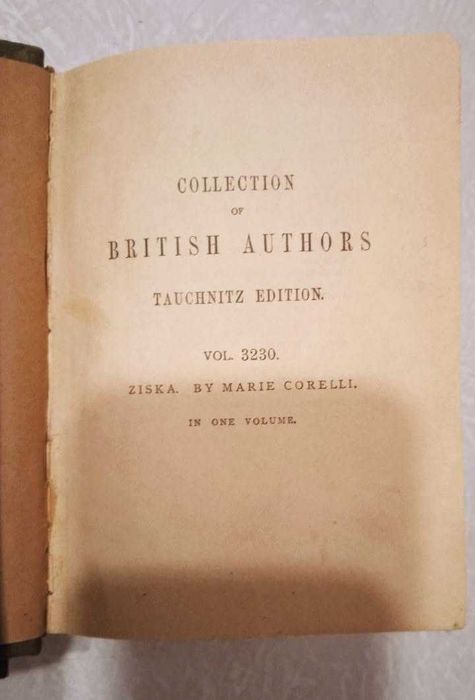 COLLECTION
OF
BRITISH AUTHORS
TAUCHNITZ EDITION.
VOL. 3230.
ZISKA. BY MARIE CORELLI.
IN ONE VOLUME.